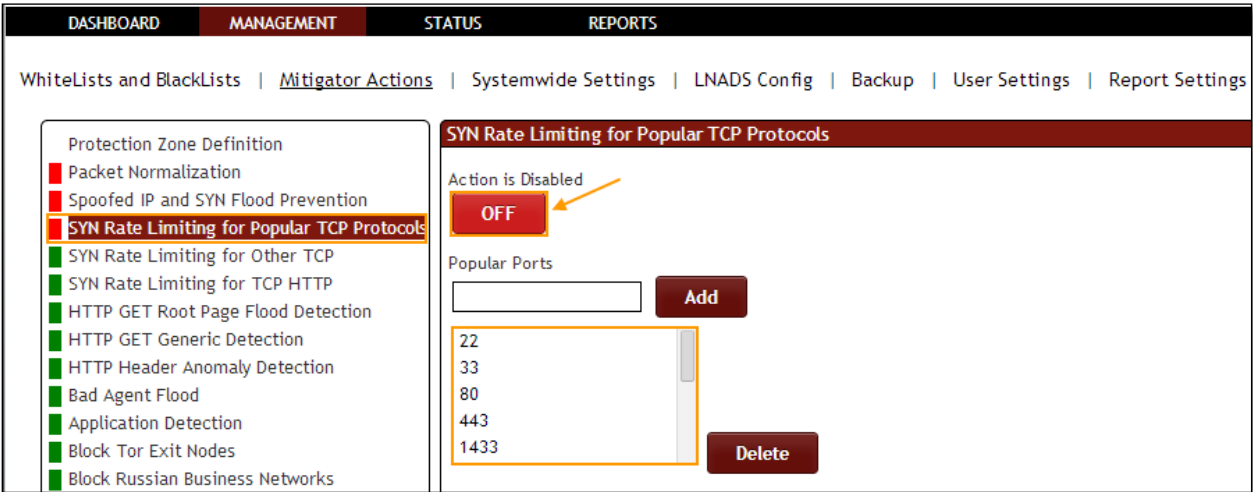 DASHBOARD MANAGEMENT STATUS REPORTS
WhiteLists and BlackLists | Mitigator Actions | Systemwide Settings | LNADS Config | Backup | User Settings | Report Settings
Protection Zone Definition
Packet Normalization
Spoofed IP and SYN Flood Prevention
SYN Rate Limiting for Popular TCP Protocols
SYN Rate Limiting for Other TCP
SYN Rate Limiting for TCP HTTP
HTTP GET Root Page Flood Detection
HTTP GET Generic Detection
HTTP Header Anomaly Detection
Bad Agent Flood
Application Detection
Block Tor Exit Nodes
Block Russian Business Networks
SYN Rate Limiting for Popular TCP Protocols
Action is Disabled
OFF
Popular Ports
Add
22
33
80
443
1433
Delete